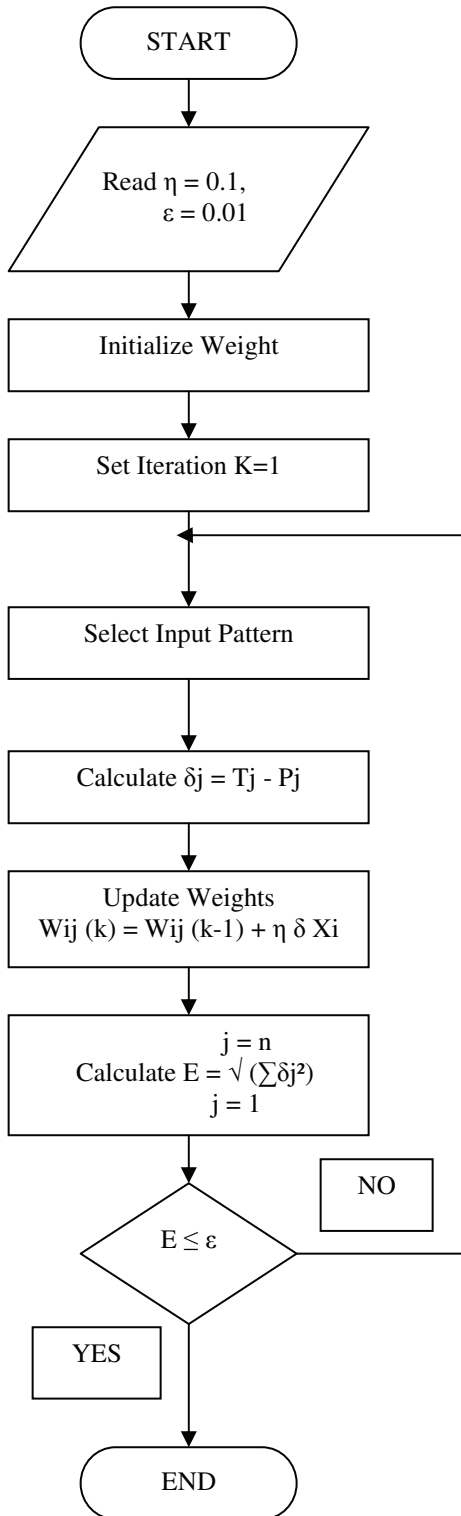 START
Read η = 0.1,
ε = 0.01
Initialize Weight
Set Iteration K=1
Select Input Pattern
Calculate δj = Tj - Pj
Update Weights
Wij (k) = Wij (k-1) + η δ Xi
j = n
Calculate E = √ (∑δj²)
j = 1
NO
E ≤ ε
YES
END